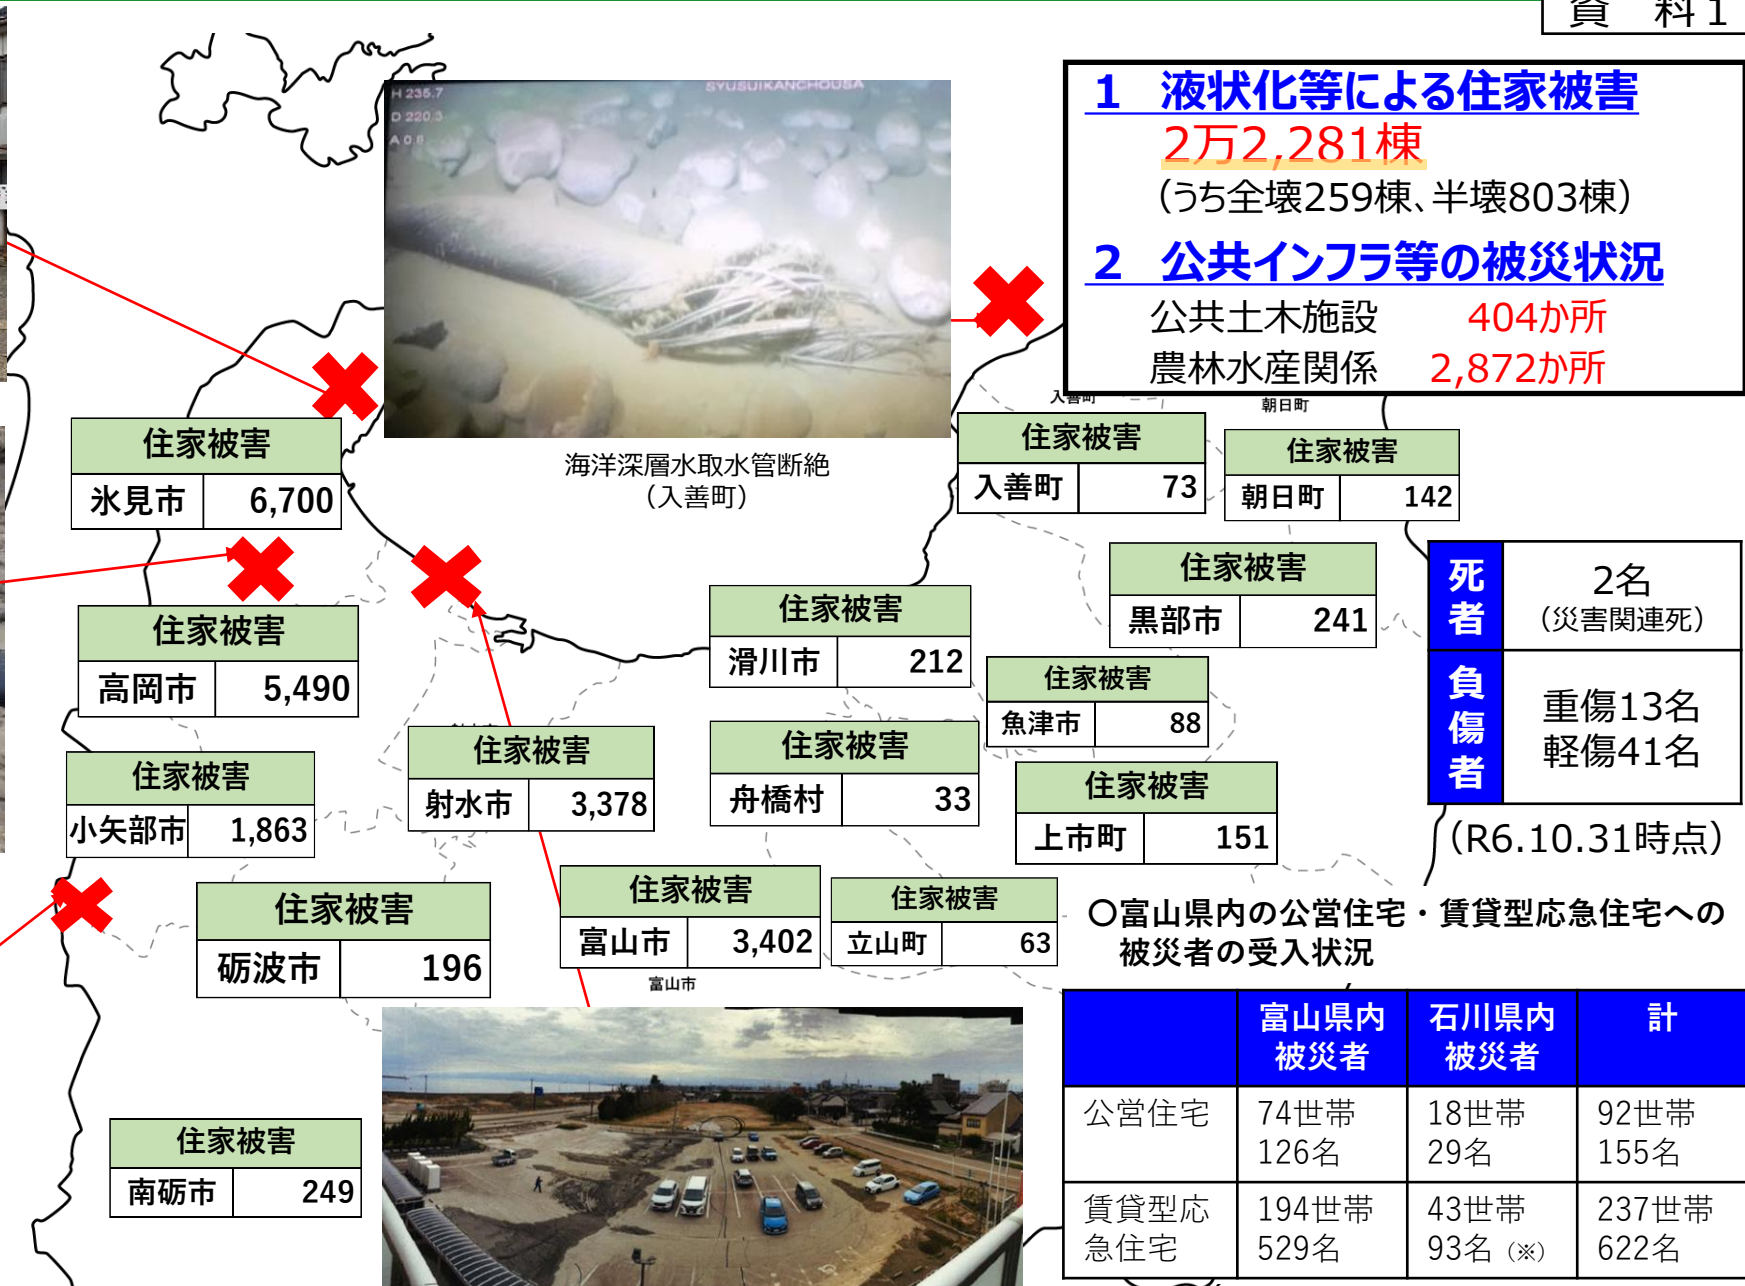 資　料１
H 235.7
D 220.3
A 0.6
SYUSUIKANCHOUSA
１　液状化等による住家被害
2万2,281棟
（うち全壊259棟、半壊803棟）
２　公共インフラ等の被災状況
公共土木施設　404か所
農林水産関係　2,872か所
入善町
朝日町
海洋深層水取水管断絶
（入善町）
住家被害
氷見市　6,700
住家被害
入善町　73
住家被害
朝日町　142
住家被害
高岡市　5,490
住家被害
滑川市　212
住家被害
黒部市　241
住家被害
魚津市　88
住家被害
小矢部市　1,863
住家被害
射水市　3,378
住家被害
舟橋村　33
住家被害
上市町　151
住家被害
砺波市　196
住家被害
富山市　3,402
富山市
住家被害
立山町　63
住家被害
南砺市　249
死者　2名
（災害関連死）
負傷者　重傷13名
軽傷41名
（R6.10.31時点）
〇富山県内の公営住宅・賃貸型応急住宅への
被災者の受入状況
富山県内　石川県内　計
被災者　被災者
公営住宅　74世帯　18世帯　92世帯
126名　29名　155名
賃貸型応　194世帯　43世帯　237世帯
急住宅　529名　93名（※）　622名